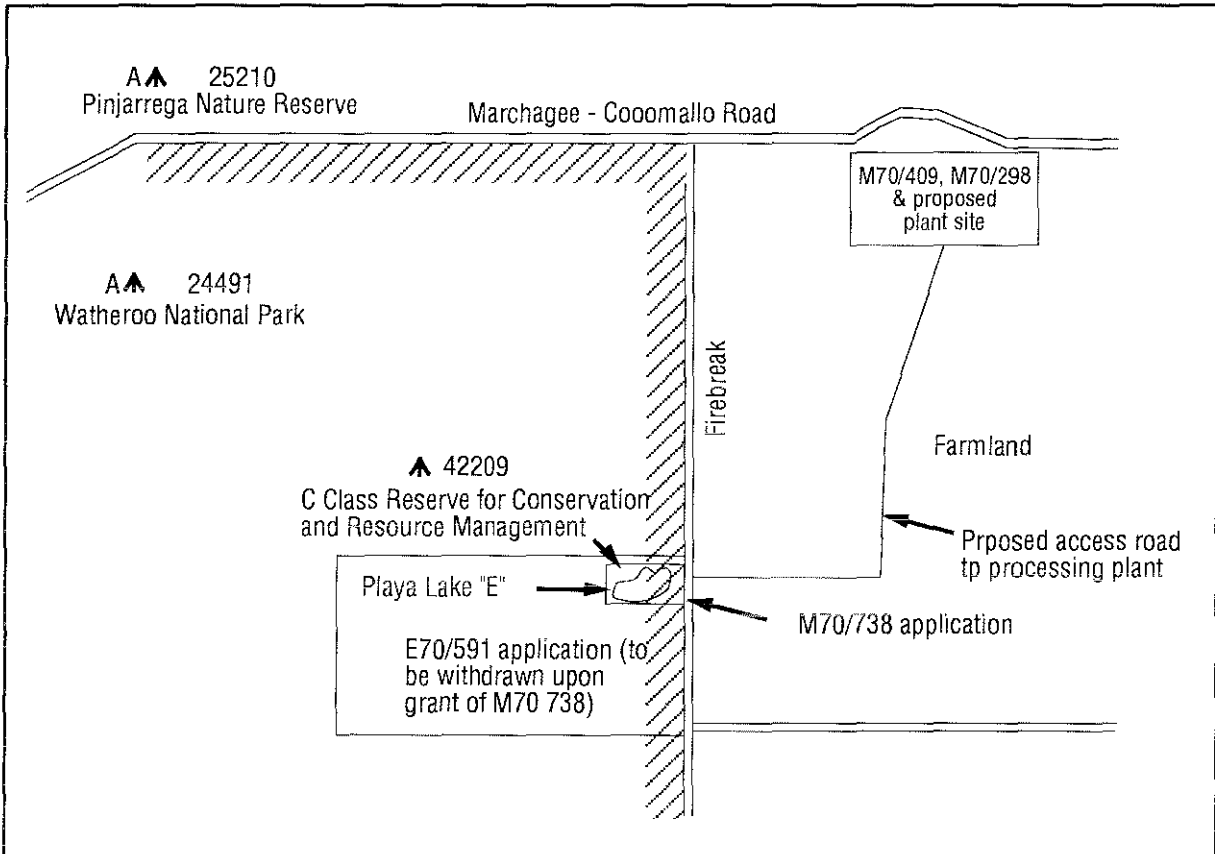 A 25210
Pinjarrega Nature Reserve
Marchagee - Cooomallo Road
M70/409, M70/298
& proposed
plant site
A 24491
Watheroo National Park
Firebreak
Farmland
42209
C Class Reserve for Conservation
and Resource Management
Prposed access road
tp processing plant
Playa Lake "E"
M70/738 application
E70/591 application (to
be withdrawn upon
grant of M70 738)